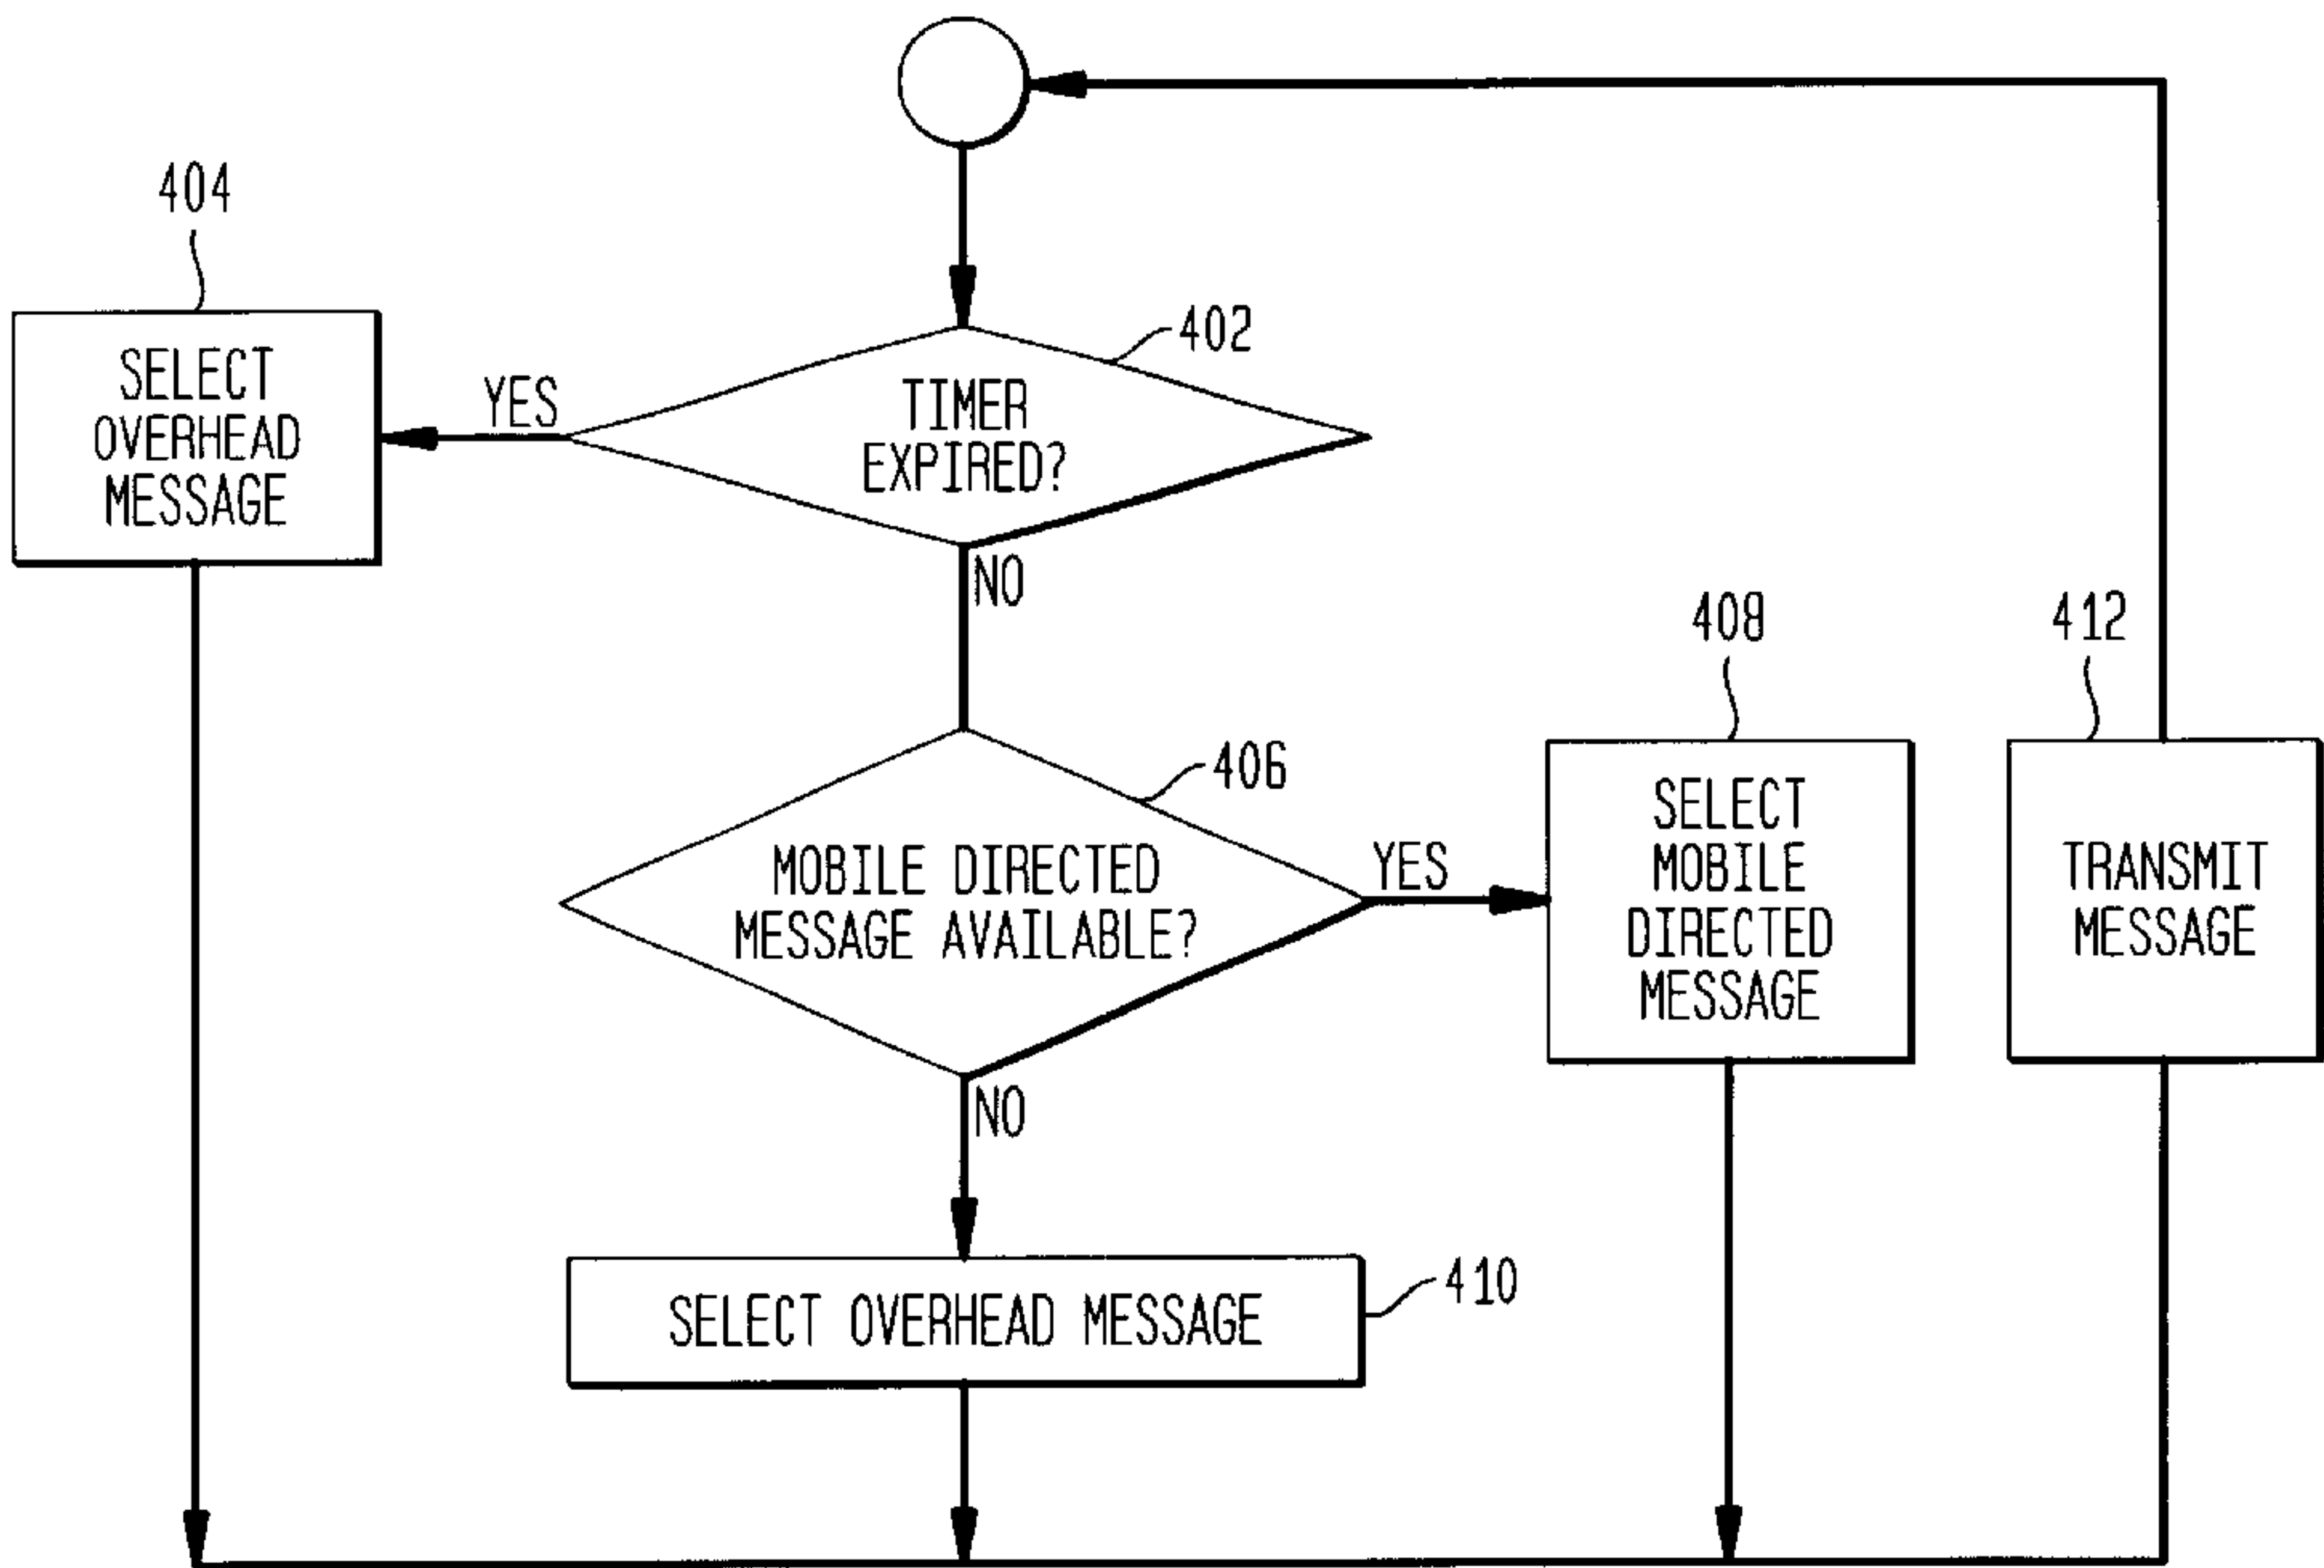 404
402
SELECT
OVERHEAD
MESSAGE
YES
TIMER
EXPIRED?
NO
408
412
406
MOBILE DIRECTED
MESSAGE AVAILABLE?
YES
SELECT
MOBILE
DIRECTED
MESSAGE
TRANSMIT
MESSAGE
NO
SELECT OVERHEAD MESSAGE
410